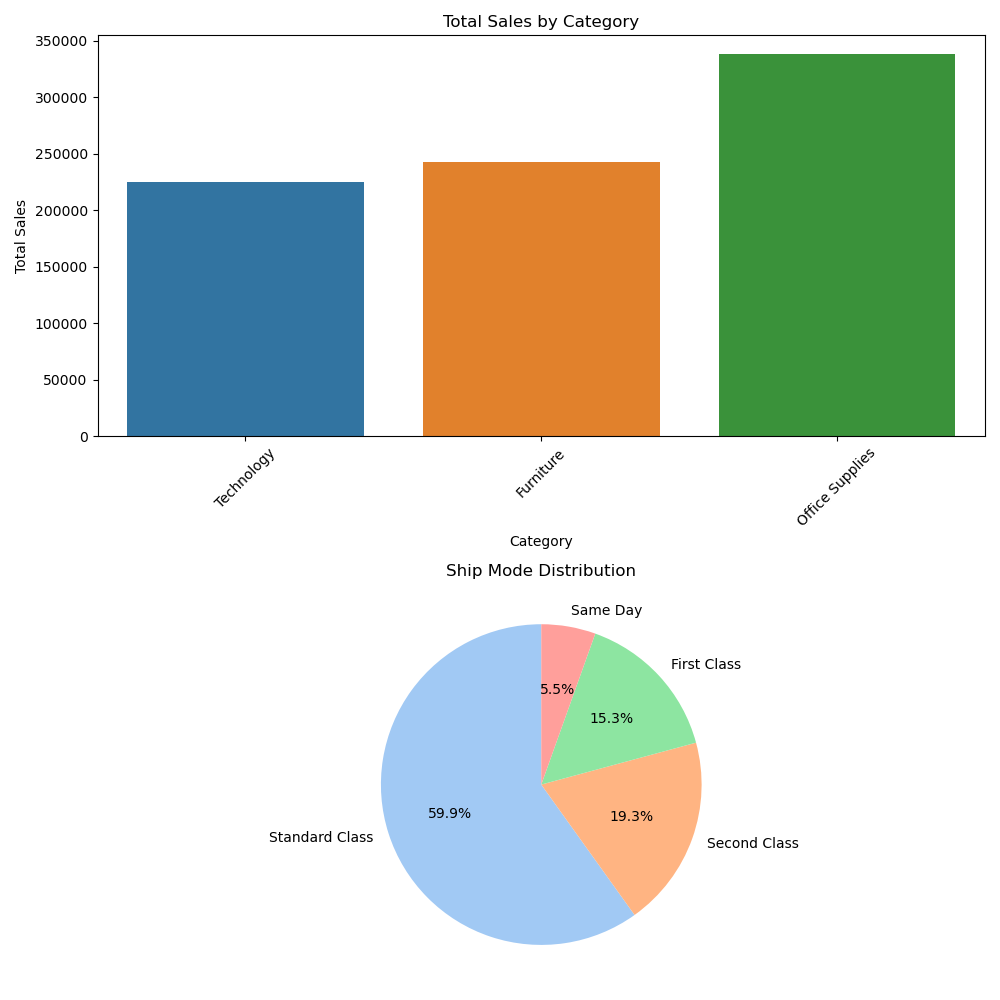 Total Sales by Category
350000
300000
250000
200000
150000
100000
50000
0
Total Sales
Technology
Furniture
Office Supplies
Category
Ship Mode Distribution
Same Day
First Class
5.5%
15.3%
59.9%
19.3%
Standard Class
Second Class